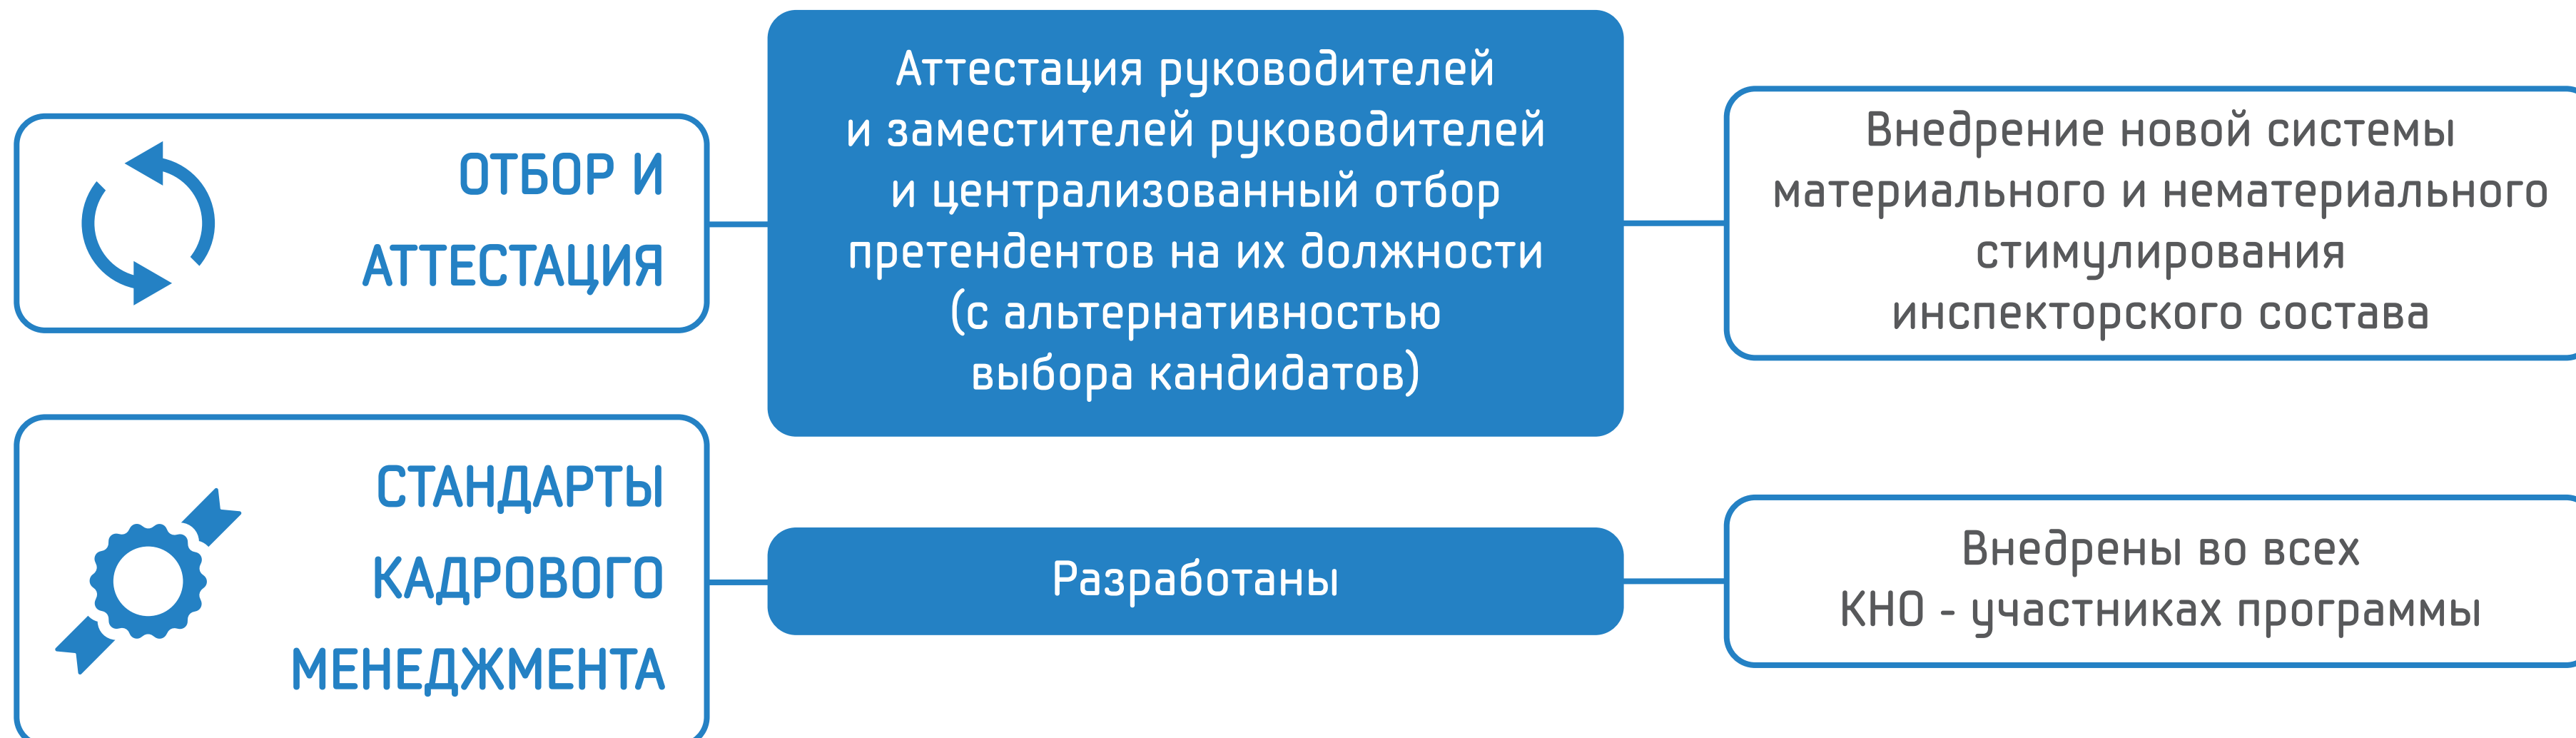 ОТБОР И
АТТЕСТАЦИЯ
Аттестация руководителей
и заместителей руководителей
и централизованный отбор
претендентов на их должности
(с альтернативностью
выбора кандидатов)
Внедрение новой системы
материального и нематериального
стимулирования
инспекторского состава
СТАНДАРТЫ
КАДРОВОГО
МЕНЕДЖМЕНТА
Разработаны
Внедрены во всех
КНО - участниках программы